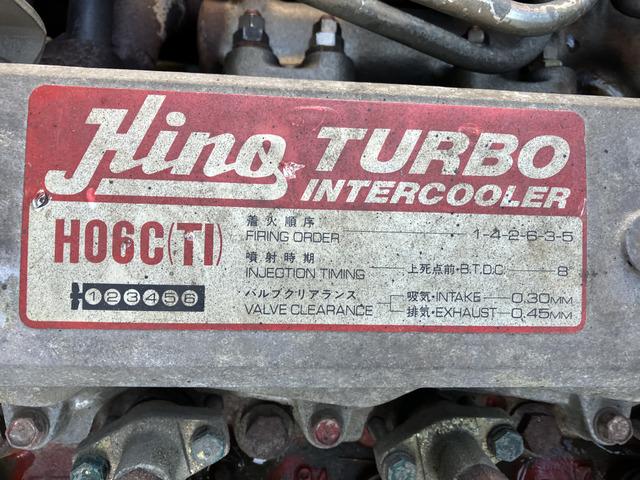 Hino TURBO
INTERCOOLER
H06C(TI)
着火順序
FIRING ORDER 1-4-2-6-3-5
噴射時期
INJECTION TIMING 上死点前・B.T.D.C. 8
バルブクリアランス
VALVE CLEARANCE
吸気・INTAKE 0.30MM
排気・EXHAUST 0.45MM
123456